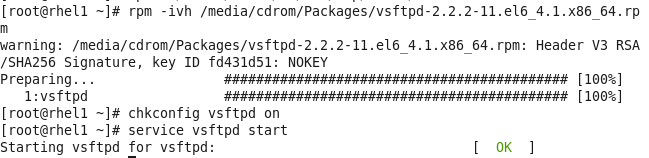 [root@rhel1 ~]# rpm -ivh /media/cdrom/Packages/vsftpd-2.2.2-11.el6_4.1.x86_64.rp
m
warning: /media/cdrom/Packages/vsftpd-2.2.2-11.el6_4.1.x86_64.rpm: Header V3 RSA
/SHA256 Signature, key ID fd431d51: NOKEY
Preparing...                ########################################### [100%]
   1:vsftpd                 ########################################### [100%]
[root@rhel1 ~]# chkconfig vsftpd on
[root@rhel1 ~]# service vsftpd start
Starting vsftpd for vsftpd:                                [  OK  ]